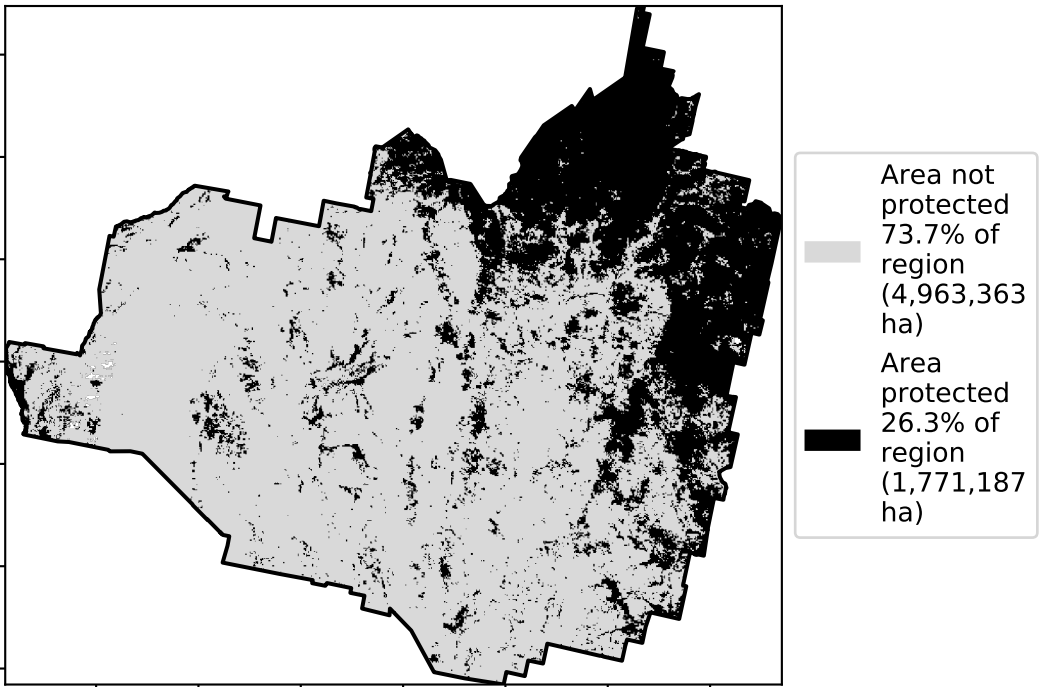 Area not
protected
73.7% of
region
(4,963,363
ha)
Area
protected
26.3% of
region
(1,771,187
ha)